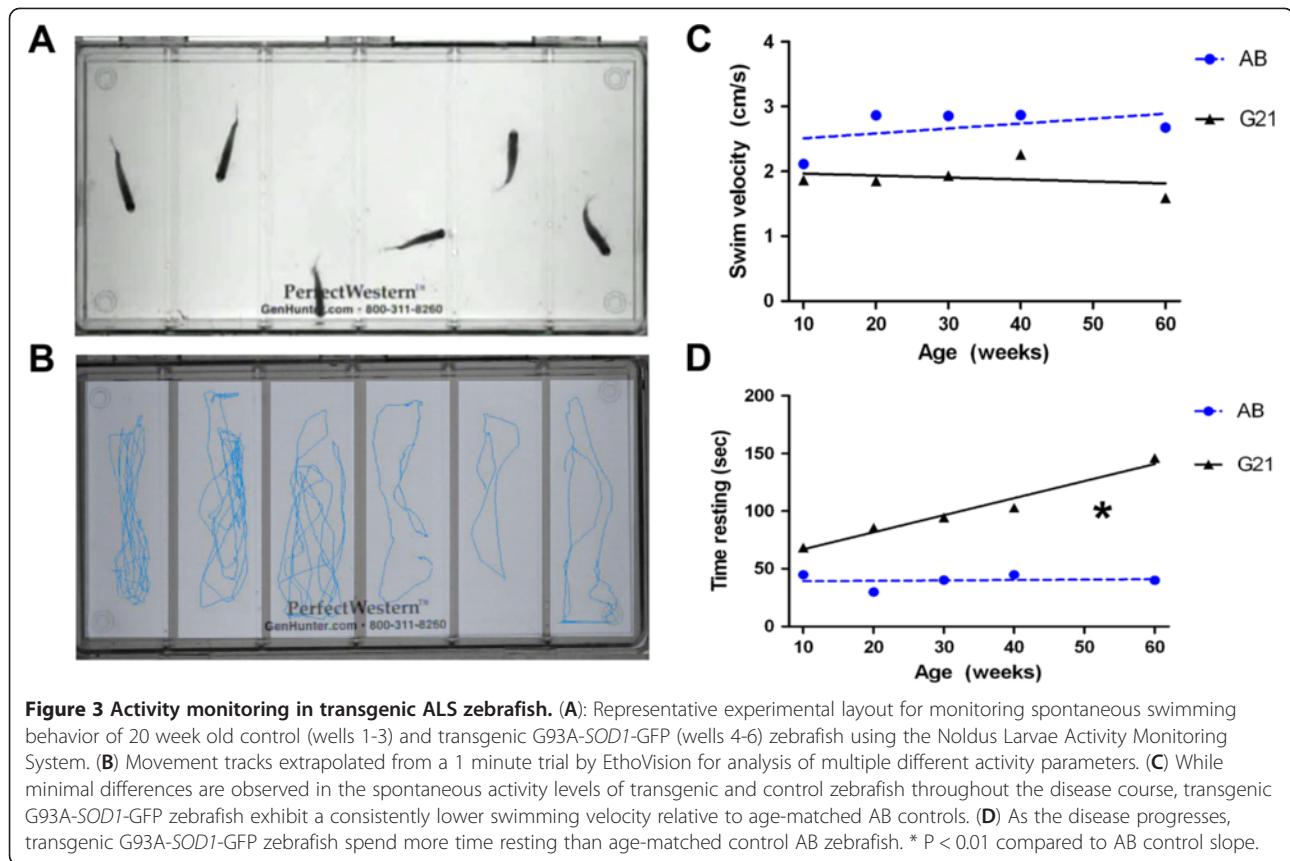 A
PerfectWestern™
GenHunter.com • 800-311-8260
B
PerfectWestern™
GenHunter.com • 800-311-8260
C
Swim velocity (cm/s)
4
3
2
1
0
10 20 30 40 50 60
Age (weeks)
AB
G21
D
Time resting (sec)
200
150
100
50
0
*
10 20 30 40 50 60
Age (weeks)
AB
G21
Figure 3 Activity monitoring in transgenic ALS zebrafish. (A): Representative experimental layout for monitoring spontaneous swimming
behavior of 20 week old control (wells 1-3) and transgenic G93A-SOD1-GFP (wells 4-6) zebrafish using the Noldus Larvae Activity Monitoring
System. (B) Movement tracks extrapolated from a 1 minute trial by EthoVision for analysis of multiple different activity parameters. (C) While
minimal differences are observed in the spontaneous activity levels of transgenic and control zebrafish throughout the disease course, transgenic
G93A-SOD1-GFP zebrafish exhibit a consistently lower swimming velocity relative to age-matched AB controls. (D) As the disease progresses,
transgenic G93A-SOD1-GFP zebrafish spend more time resting than age-matched control AB zebrafish. * P < 0.01 compared to AB control slope.